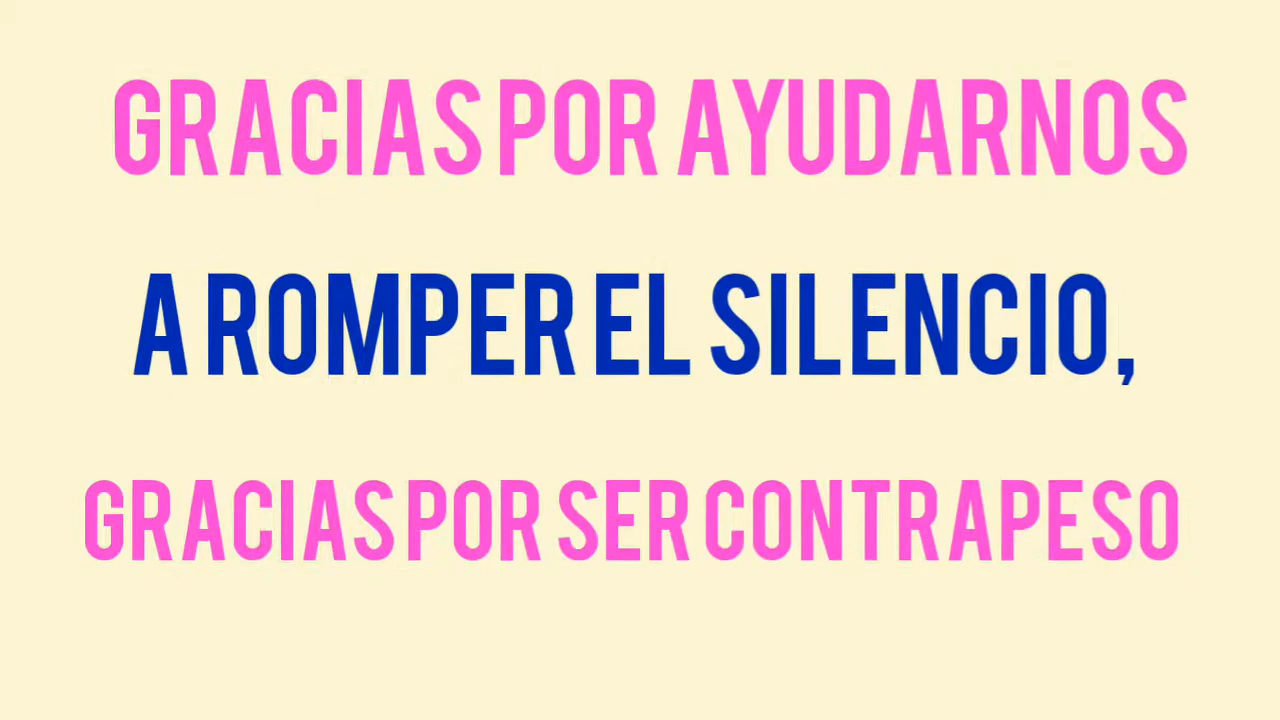 GRACIAS POR AYUDARNOS
A ROMPER EL SILENCIO,
GRACIAS POR SER CONTRAPESO